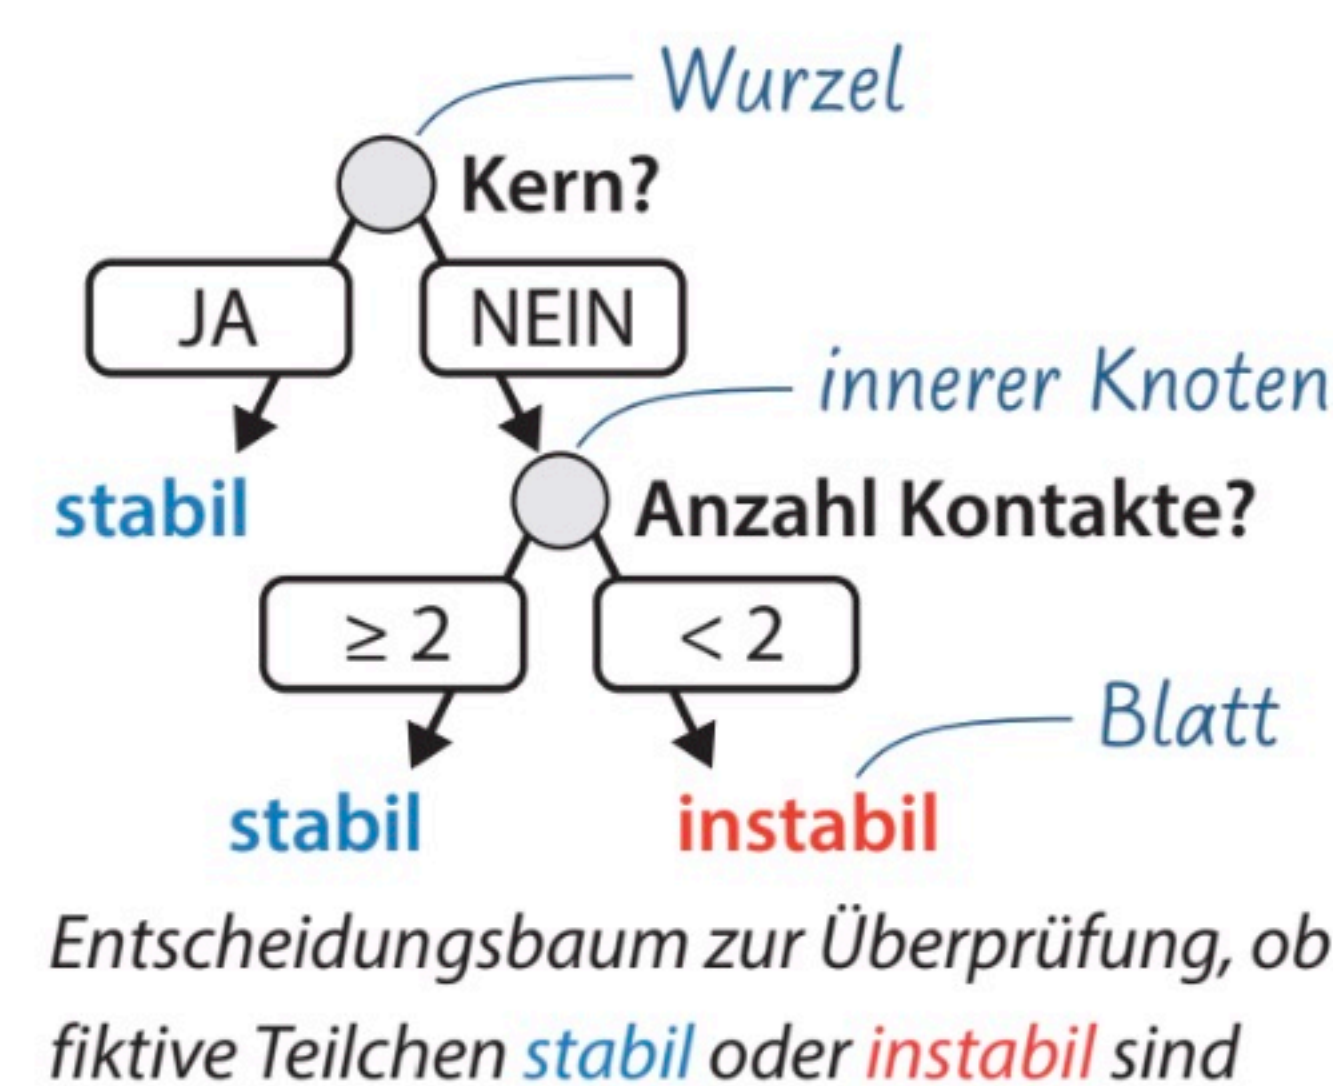 Wurzel
Kern?
JA
NEIN
innerer Knoten
stabil
Anzahl Kontakte?
≥ 2
< 2
Blatt
stabil
instabil
Entscheidungsbaum zur Überprüfung, ob
fiktive Teilchen stabil oder instabil sind